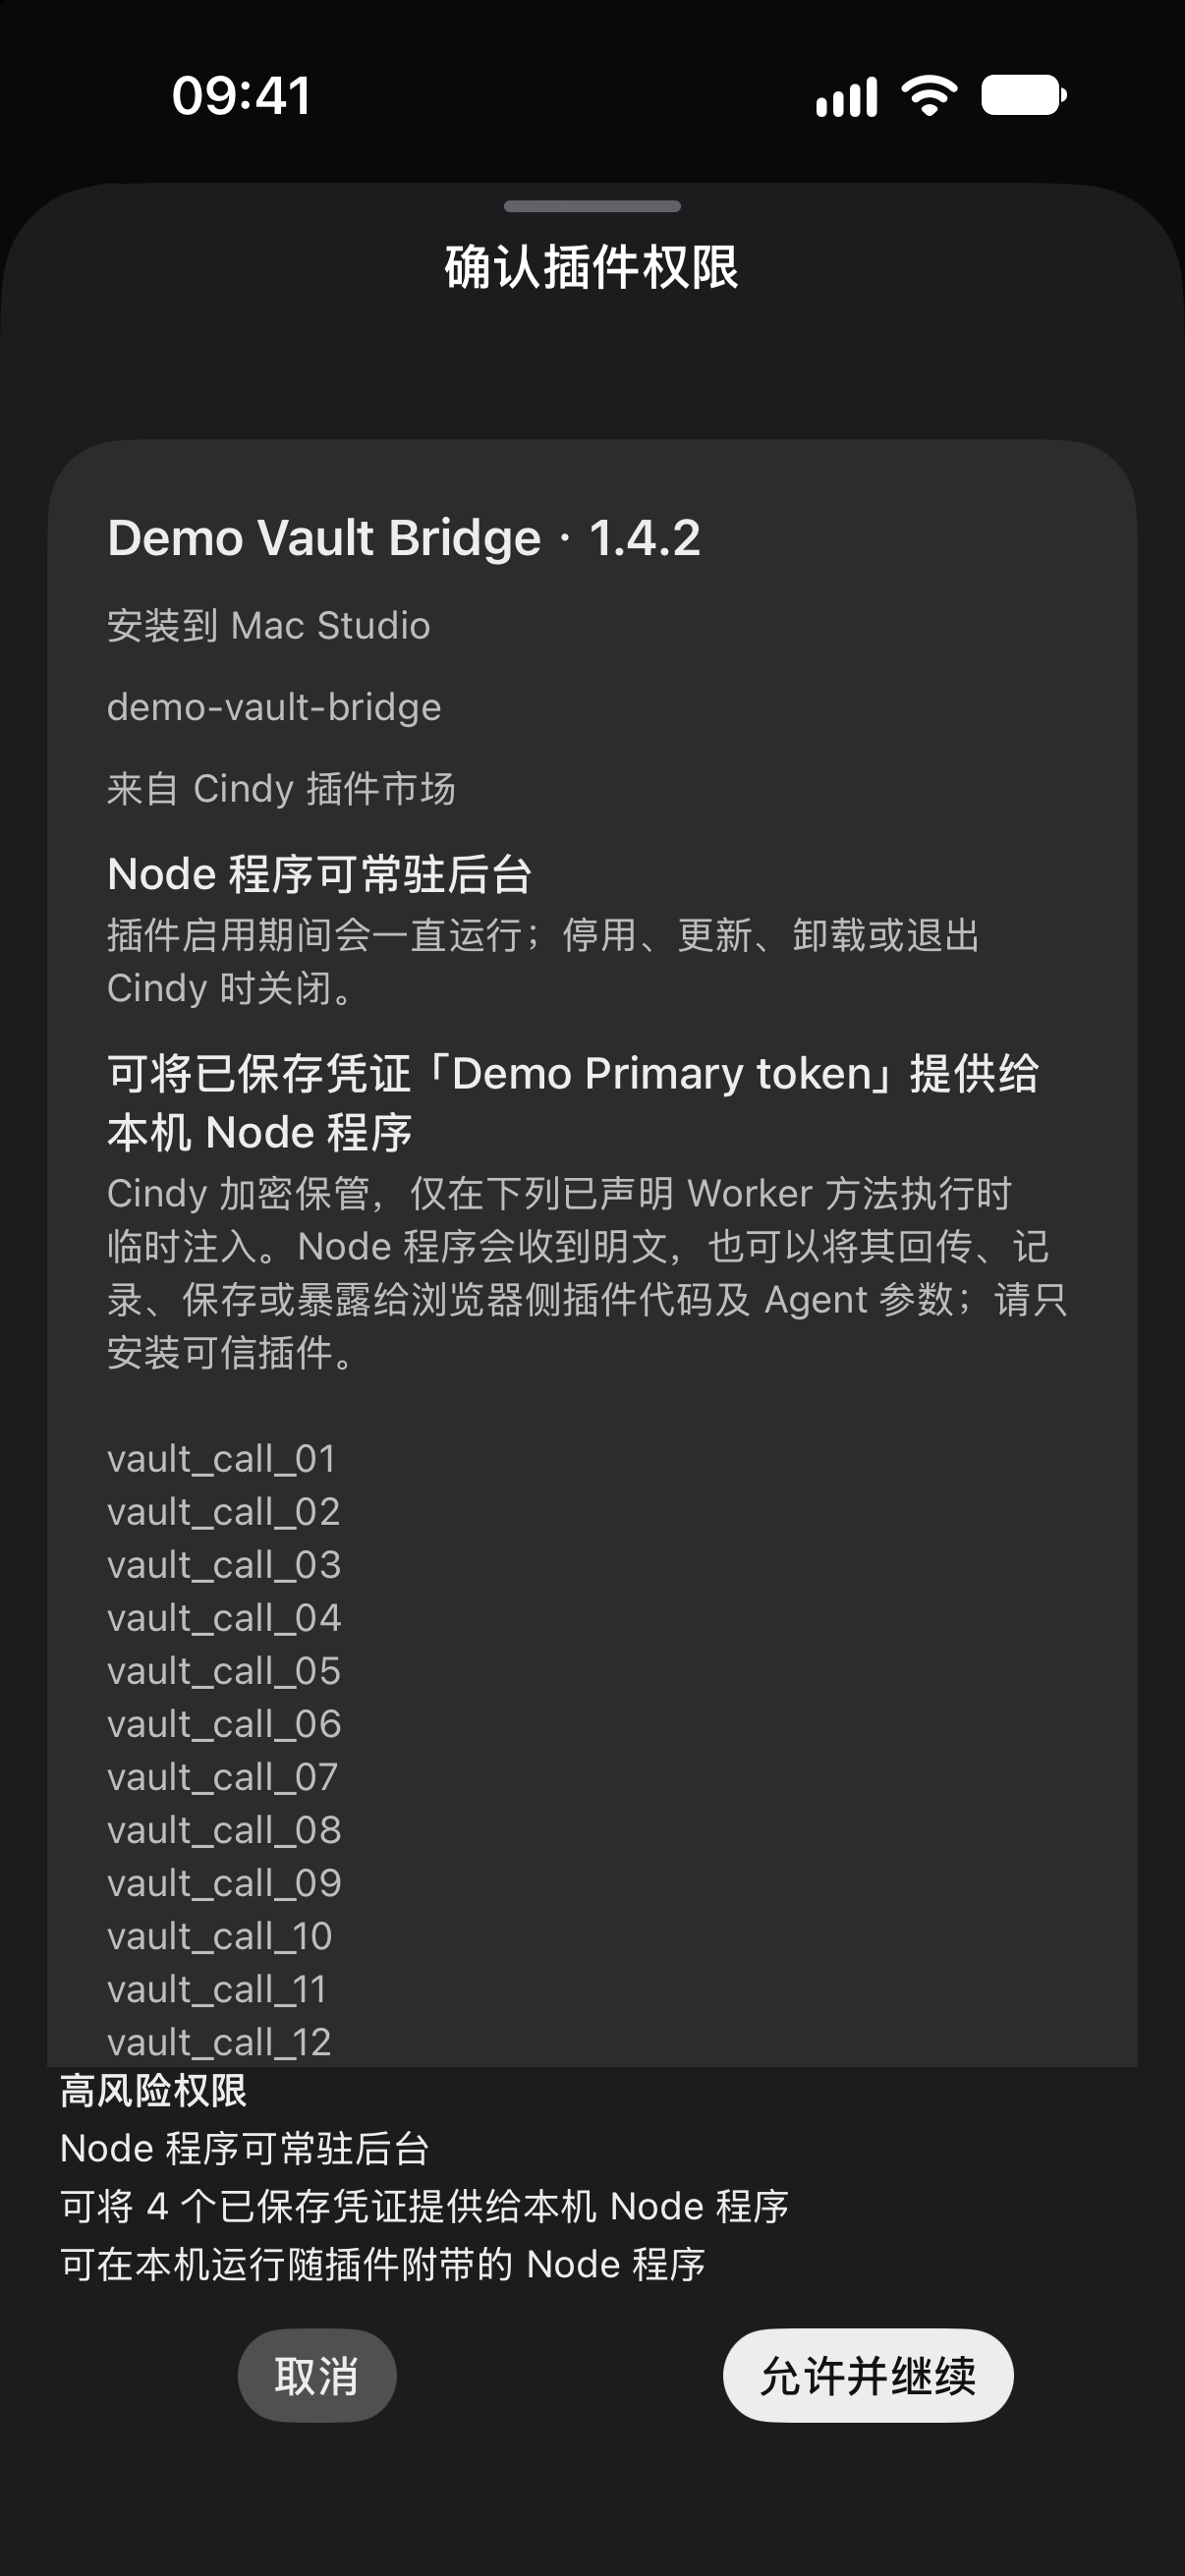 09:41
确认插件权限
Demo Vault Bridge · 1.4.2
安装到 Mac Studio
demo-vault-bridge
来自 Cindy 插件市场
Node 程序可常驻后台
插件启用期间会一直运行；停用、更新、卸载或退出
Cindy 时关闭。
可将已保存凭证「Demo Primary token」提供给
本机 Node 程序
Cindy 加密保管，仅在下列已声明 Worker 方法执行时
临时注入。Node 程序会收到明文，也可以将其回传、记
录、保存或暴露给浏览器侧插件代码及 Agent 参数；请只
安装可信插件。
vault_call_01
vault_call_02
vault_call_03
vault_call_04
vault_call_05
vault_call_06
vault_call_07
vault_call_08
vault_call_09
vault_call_10
vault_call_11
vault_call_12
高风险权限
Node 程序可常驻后台
可将 4 个已保存凭证提供给本机 Node 程序
可在本机运行随插件附带的 Node 程序
取消
允许并继续